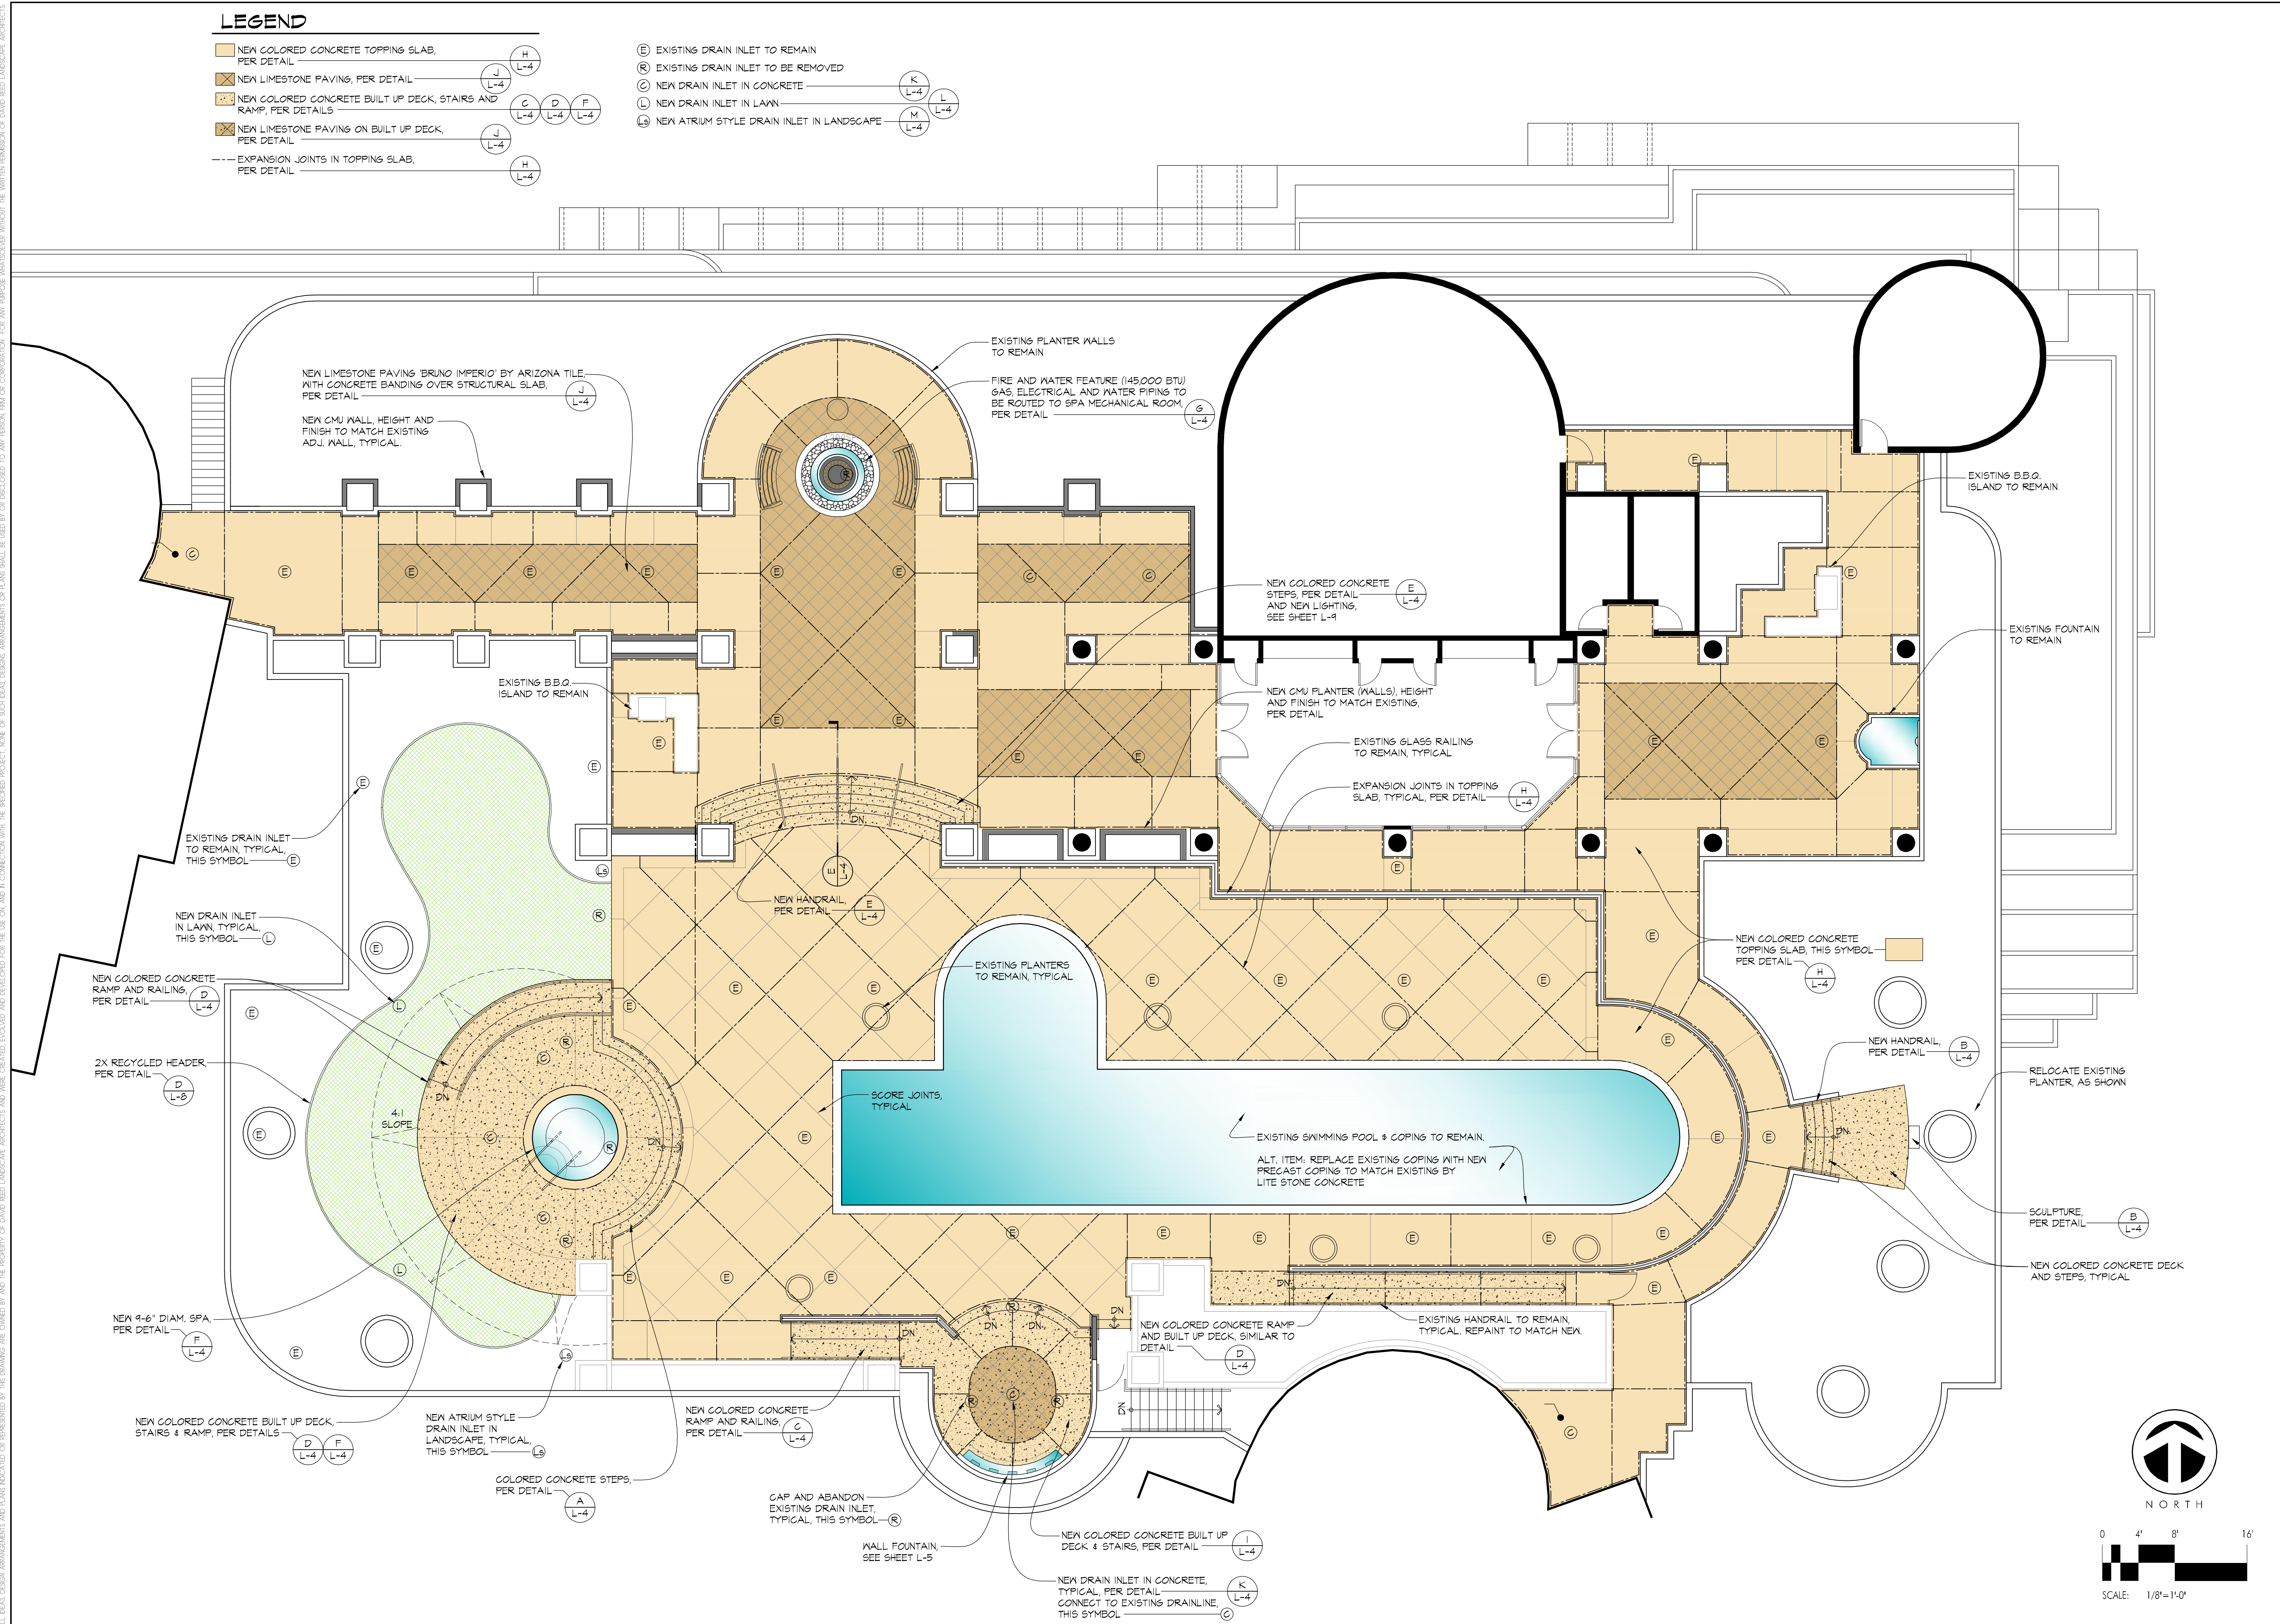 LEGEND
NEW COLORED CONCRETE TOPPING SLAB,
PER DETAIL
H
L-4
NEW LIMESTONE PAVING, PER DETAIL
J
L-4
NEW COLORED CONCRETE BUILT UP DECK, STAIRS AND
RAMP, PER DETAILS
C
L-4
D
L-4
F
L-4
NEW LIMESTONE PAVING ON BUILT UP DECK,
PER DETAIL
J
L-4
EXPANSION JOINTS IN TOPPING SLAB,
PER DETAIL
H
L-4
E EXISTING DRAIN INLET TO REMAIN
R EXISTING DRAIN INLET TO BE REMOVED
C NEW DRAIN INLET IN CONCRETE
K
L-4
L NEW DRAIN INLET IN LAWN
L
L-4
Ls NEW ATRIUM STYLE DRAIN INLET IN LANDSCAPE
M
L-4
EXISTING PLANTER WALLS
TO REMAIN
NEW LIMESTONE PAVING 'BRUNO IMPERIO' BY ARIZONA TILE,
WITH CONCRETE BANDING OVER STRUCTURAL SLAB,
PER DETAIL
J
L-4
FIRE AND WATER FEATURE (145,000 BTU)
GAS, ELECTRICAL AND WATER PIPING TO
BE ROUTED TO SPA MECHANICAL ROOM,
PER DETAIL
G
L-4
NEW CMU WALL, HEIGHT AND
FINISH TO MATCH EXISTING
ADJ. WALL, TYPICAL.
EXISTING B.B.Q.
ISLAND TO REMAIN
NEW COLORED CONCRETE
STEPS, PER DETAIL
AND NEW LIGHTING,
SEE SHEET L-9
E
L-4
EXISTING FOUNTAIN
TO REMAIN
EXISTING B.B.Q.
ISLAND TO REMAIN
NEW CMU PLANTER (WALLS), HEIGHT
AND FINISH TO MATCH EXISTING,
PER DETAIL
EXISTING GLASS RAILING
TO REMAIN, TYPICAL
EXPANSION JOINTS IN TOPPING
SLAB, TYPICAL, PER DETAIL
H
L-4
DN
EXISTING DRAIN INLET
TO REMAIN, TYPICAL,
THIS SYMBOL E
E
L-4
NEW HANDRAIL,
PER DETAIL
E
L-4
NEW DRAIN INLET
IN LAWN, TYPICAL,
THIS SYMBOL L
NEW COLORED CONCRETE
TOPPING SLAB, THIS SYMBOL
PER DETAIL
H
L-4
EXISTING PLANTERS
TO REMAIN, TYPICAL
NEW COLORED CONCRETE
RAMP AND RAILING,
PER DETAIL
D
L-4
NEW HANDRAIL,
PER DETAIL
B
L-4
2X RECYCLED HEADER,
PER DETAIL
D
L-8
RELOCATE EXISTING
PLANTER, AS SHOWN
DN
4:1
SLOPE
SCORE JOINTS,
TYPICAL
DN
DN
EXISTING SWIMMING POOL & COPING TO REMAIN.
ALT. ITEM: REPLACE EXISTING COPING WITH NEW
PRECAST COPING TO MATCH EXISTING BY
LITE STONE CONCRETE
SCULPTURE,
PER DETAIL
B
L-4
NEW COLORED CONCRETE DECK
AND STEPS, TYPICAL
DN
NEW 9-6" DIAM. SPA,
PER DETAIL
F
L-4
DN
DN
DN
DN
NEW COLORED CONCRETE RAMP
AND BUILT UP DECK, SIMILAR TO
DETAIL
D
L-4
EXISTING HANDRAIL TO REMAIN,
TYPICAL. REPAINT TO MATCH NEW.
DN
NEW COLORED CONCRETE BUILT UP DECK,
STAIRS & RAMP, PER DETAILS
D
L-4
F
L-4
NEW ATRIUM STYLE
DRAIN INLET IN
LANDSCAPE, TYPICAL,
THIS SYMBOL Ls
NEW COLORED CONCRETE
RAMP AND RAILING,
PER DETAIL
C
L-4
COLORED CONCRETE STEPS,
PER DETAIL
A
L-4
CAP AND ABANDON
EXISTING DRAIN INLET,
TYPICAL, THIS SYMBOL R
WALL FOUNTAIN,
SEE SHEET L-5
NEW COLORED CONCRETE BUILT UP
DECK & STAIRS, PER DETAIL
I
L-4
NEW DRAIN INLET IN CONCRETE,
TYPICAL, PER DETAIL
CONNECT TO EXISTING DRAINLINE,
THIS SYMBOL C
K
L-4
NORTH
0 4' 8' 16'
SCALE: 1/8"=1'-0"